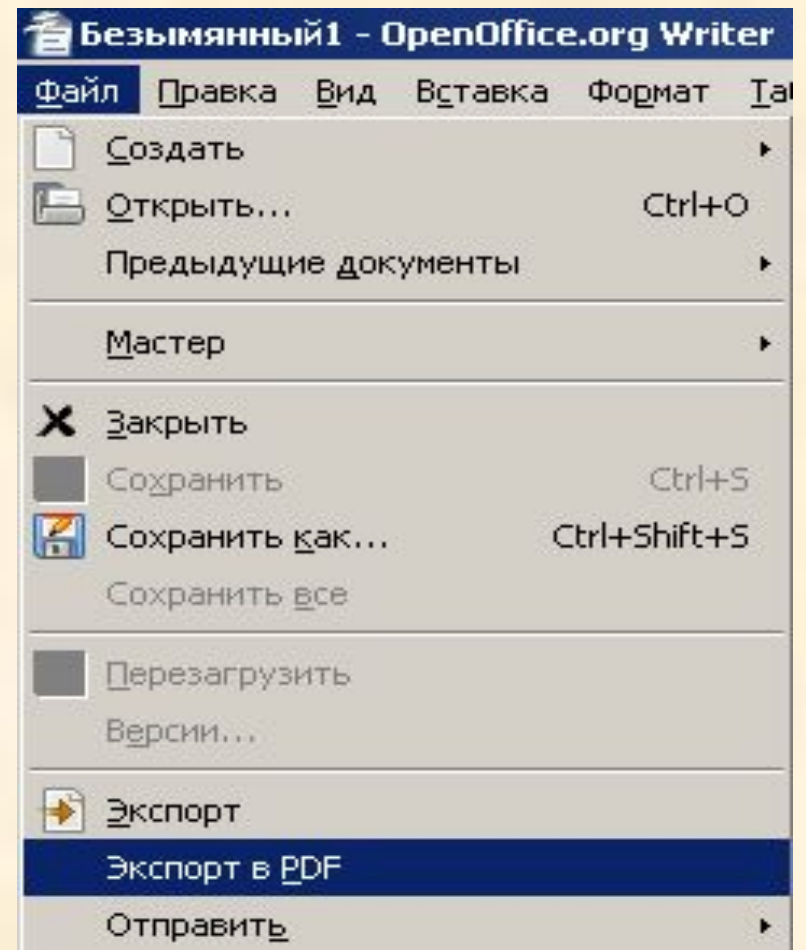 Безымянный1 - OpenOffice.org Writer
Файл Правка Вид Вставка Формат
Создать
Открыть... Ctrl+O
Предыдущие документы
Мастер
Закрыть
Сохранить Ctrl+S
Сохранить как... Ctrl+Shift+S
Сохранить все
Перезагрузить
Версии...
Экспорт
Экспорт в PDF
Отправить